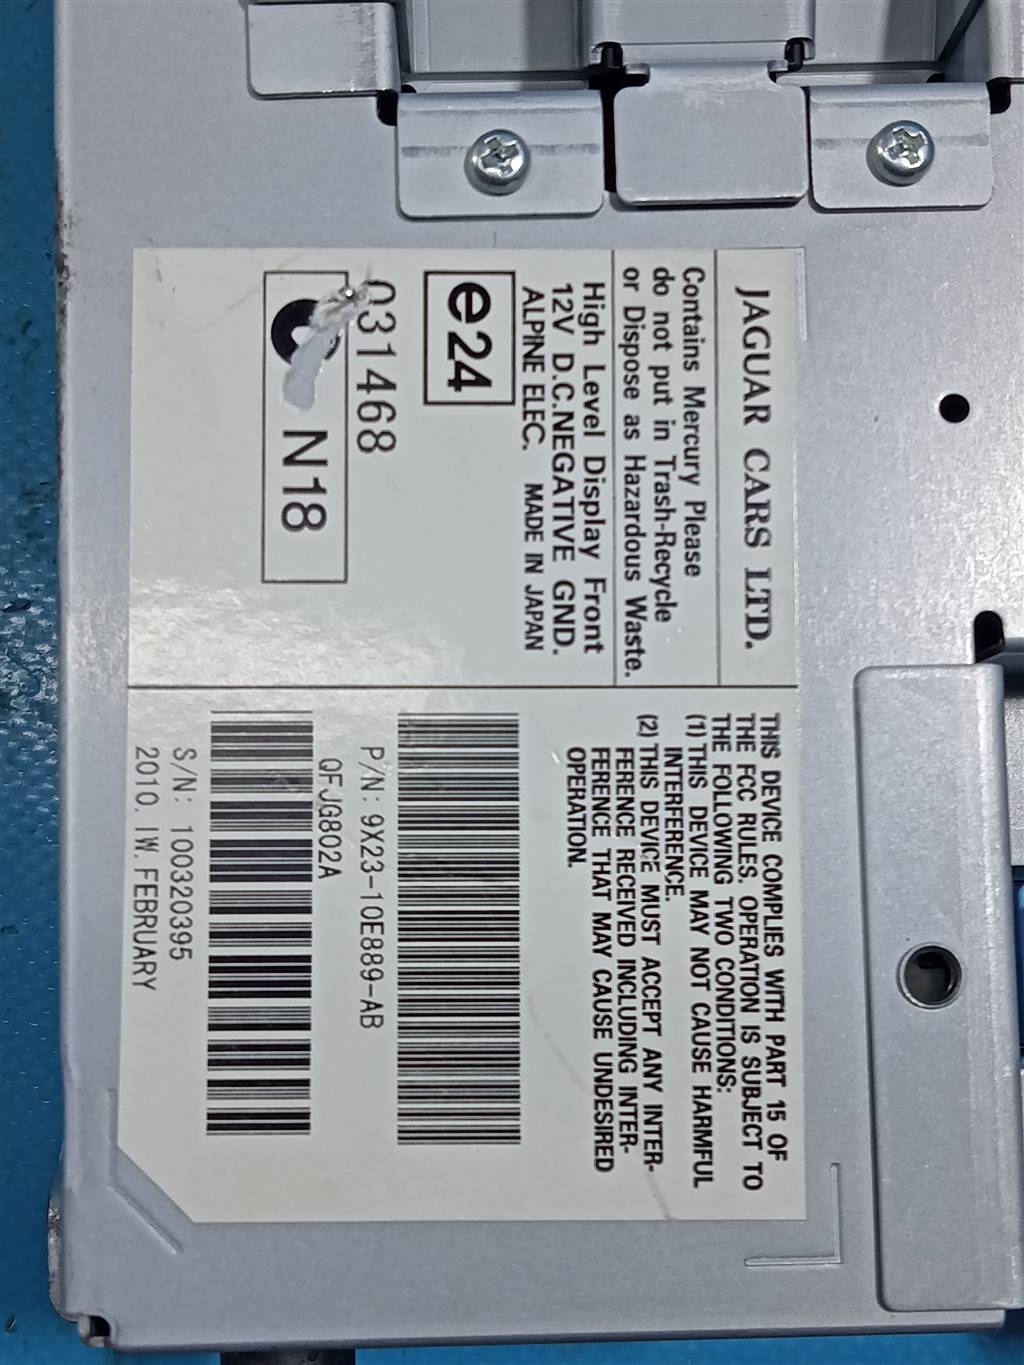 JAGUAR CARS LTD.
Contains Mercury Please
do not put in Trash-Recycle
or Dispose as Hazardous Waste.
High Level Display Front
12V D.C.NEGATIVE GND.
ALPINE ELEC. MADE IN JAPAN
e24
031468
N18
THIS DEVICE COMPLIES WITH PART 15 OF
THE FCC RULES. OPERATION IS SUBJECT TO
THE FOLLOWING TWO CONDITIONS:
(1) THIS DEVICE MAY NOT CAUSE HARMFUL
INTERFERENCE.
(2) THIS DEVICE MUST ACCEPT ANY INTER-
FERENCE RECEIVED INCLUDING INTER-
FERENCE THAT MAY CAUSE UNDESIRED
OPERATION.
P/N: 9X23-10E889-AB
QFJG802A
S/N: 100320395
2010. IW. FEBRUARY